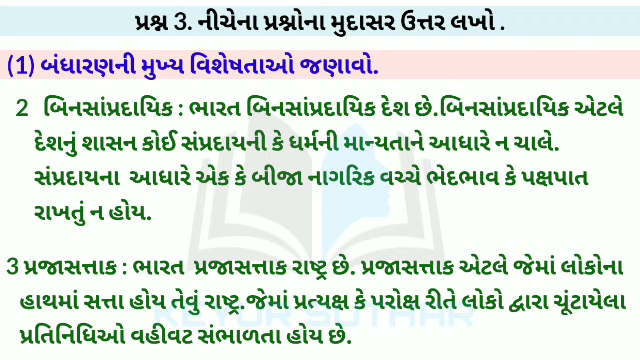 પ્રશ્ન 3. નીચેના પ્રશ્નોના મુદ્દાસર ઉત્તર લખો .
(1) બંધારણની મુખ્ય વિશેષતાઓ જણાવો.
2 બિનસાંપ્રદાયિક : ભારત બિનસાંપ્રદાયિક દેશ છે.બિનસાંપ્રદાયિક એટલે
દેશનું શાસન કોઈ સંપ્રદાયની કે ધર્મની માન્યતાને આધારે ન ચાલે.
સંપ્રદાયના આધારે એક કે બીજા નાગરિક વચ્ચે ભેદભાવ કે પક્ષપાત
રાખતું ન હોય.
3 પ્રજાસત્તાક : ભારત પ્રજાસત્તાક રાષ્ટ્ર છે. પ્રજાસત્તાક એટલે જેમાં લોકોના
હાથમાં સત્તા હોય તેવું રાષ્ટ્ર.જેમાં પ્રત્યક્ષ કે પરોક્ષ રીતે લોકો દ્વારા ચૂંટાયેલા
KEYUR SUTHAR
પ્રતિનિધિઓ વહીવટ સંભાળતા હોય છે.